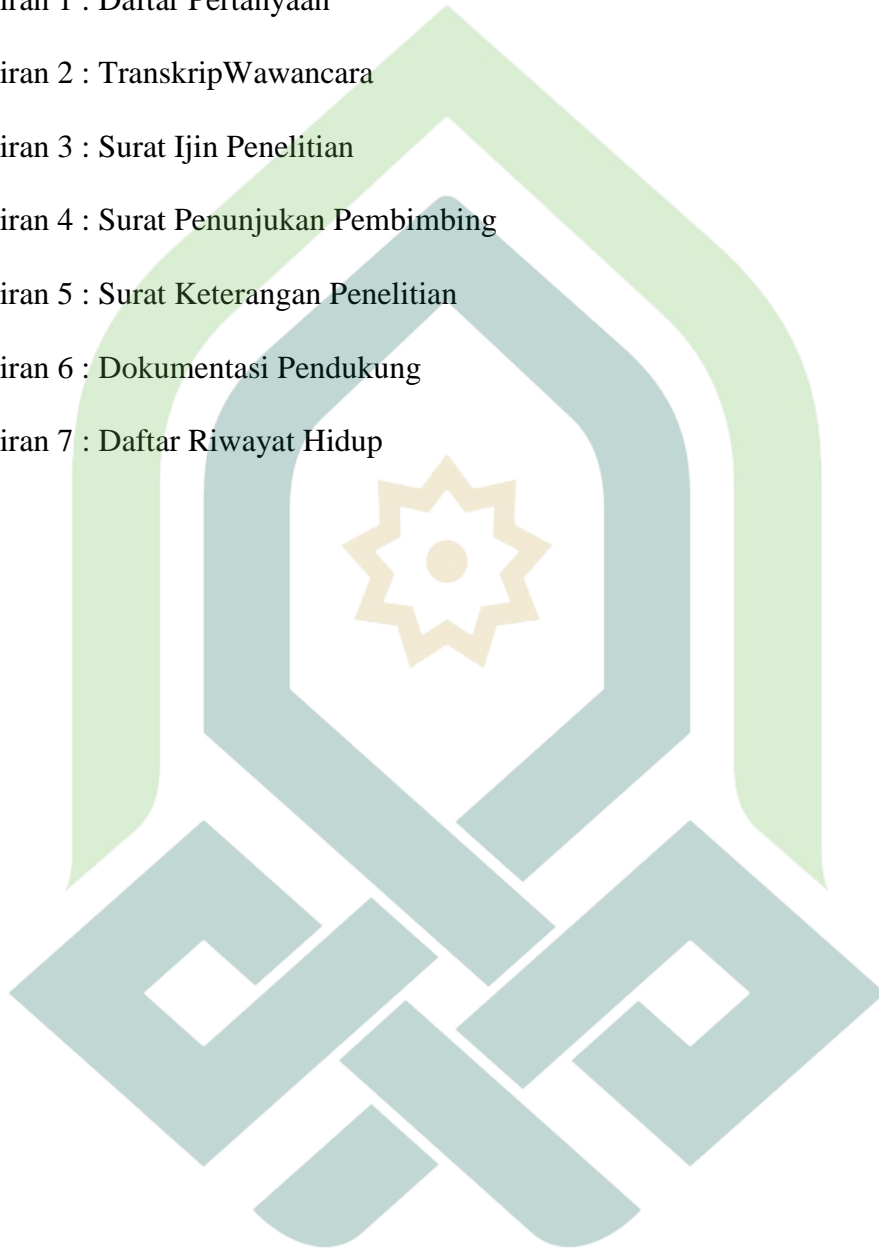 iran 1 : Daftar Pertanyaan
iran 2 : TranskripWawancara
iran 3 : Surat Ijin Penelitian
iran 4 : Surat Penunjukan Pembimbing
iran 5 : Surat Keterangan Penelitian
iran 6 : Dokumentasi Pendukung
iran 7 : Daftar Riwayat Hidup